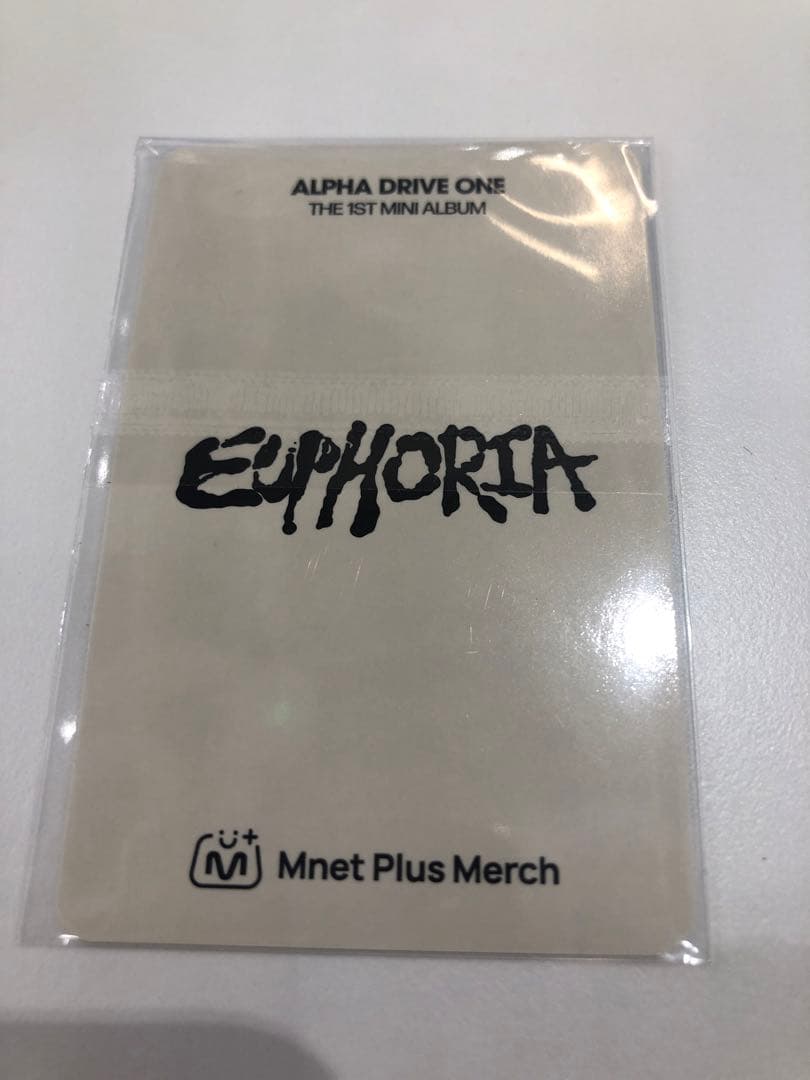 ALPHA DRIVE ONE
THE 1ST MINI ALBUM
EUPHORIA
M+ Mnet Plus Merch